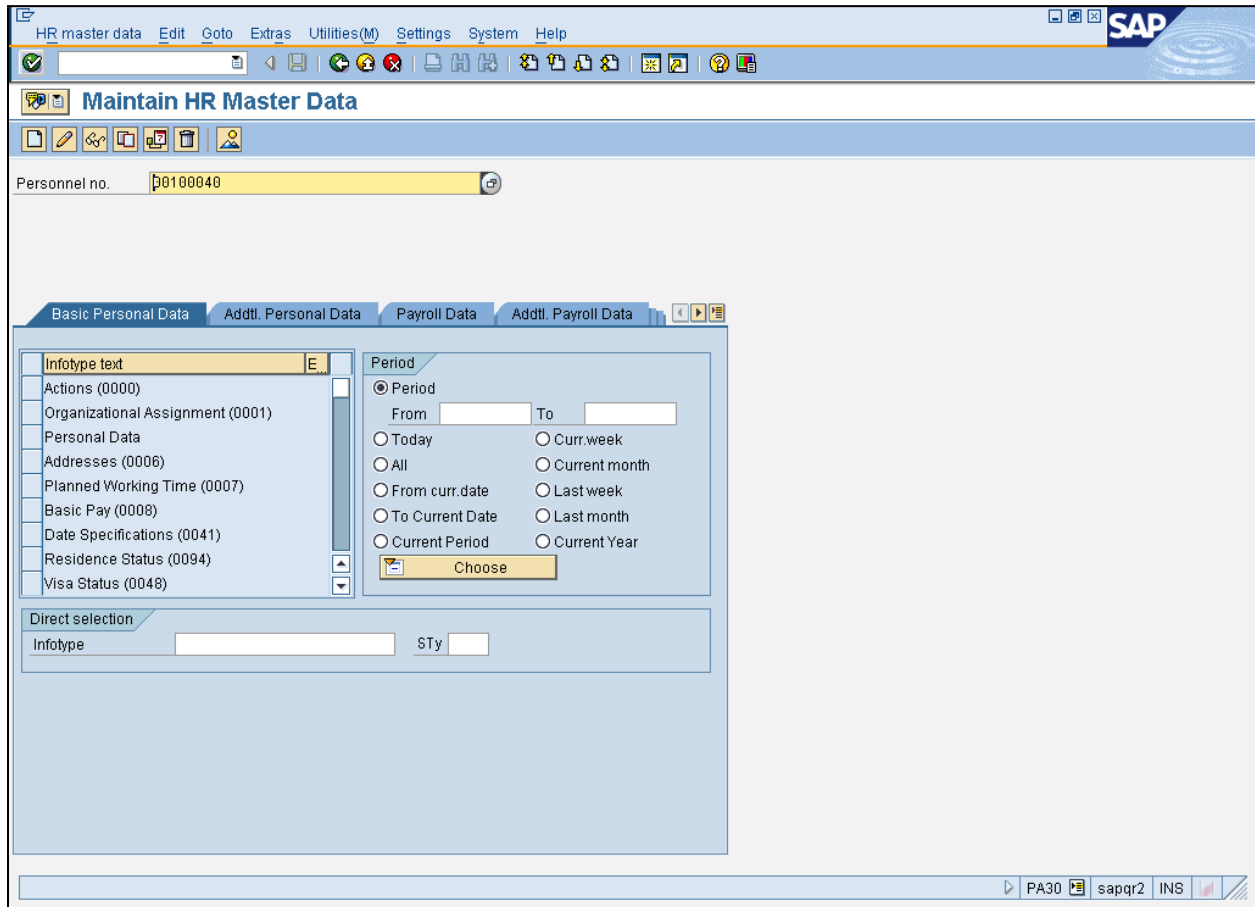 HR master data Edit Goto Extras Utilities(M) Settings System Help
SAP
Maintain HR Master Data
Personnel no. 00100040
Basic Personal Data Addtl. Personal Data Payroll Data Addtl. Payroll Data
Infotype text E..
Period
Actions (0000)
Period
Organizational Assignment (0001)
From To
Personal Data
Today Curr.week
Addresses (0006)
All Current month
Planned Working Time (0007)
From curr.date Last week
Basic Pay (0008)
To Current Date Last month
Date Specifications (0041)
Current Period Current Year
Residence Status (0094)
Choose
Visa Status (0048)
Direct selection
Infotype STy
PA30 sapqr2 INS